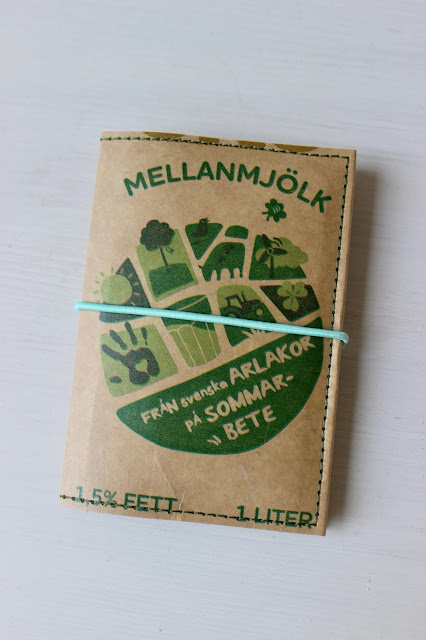 MELLANMJÖLK
FRÅN svenska ARLAKOR
PÅ SOMMAR-
BETE
1,5% FETT 1 LITER